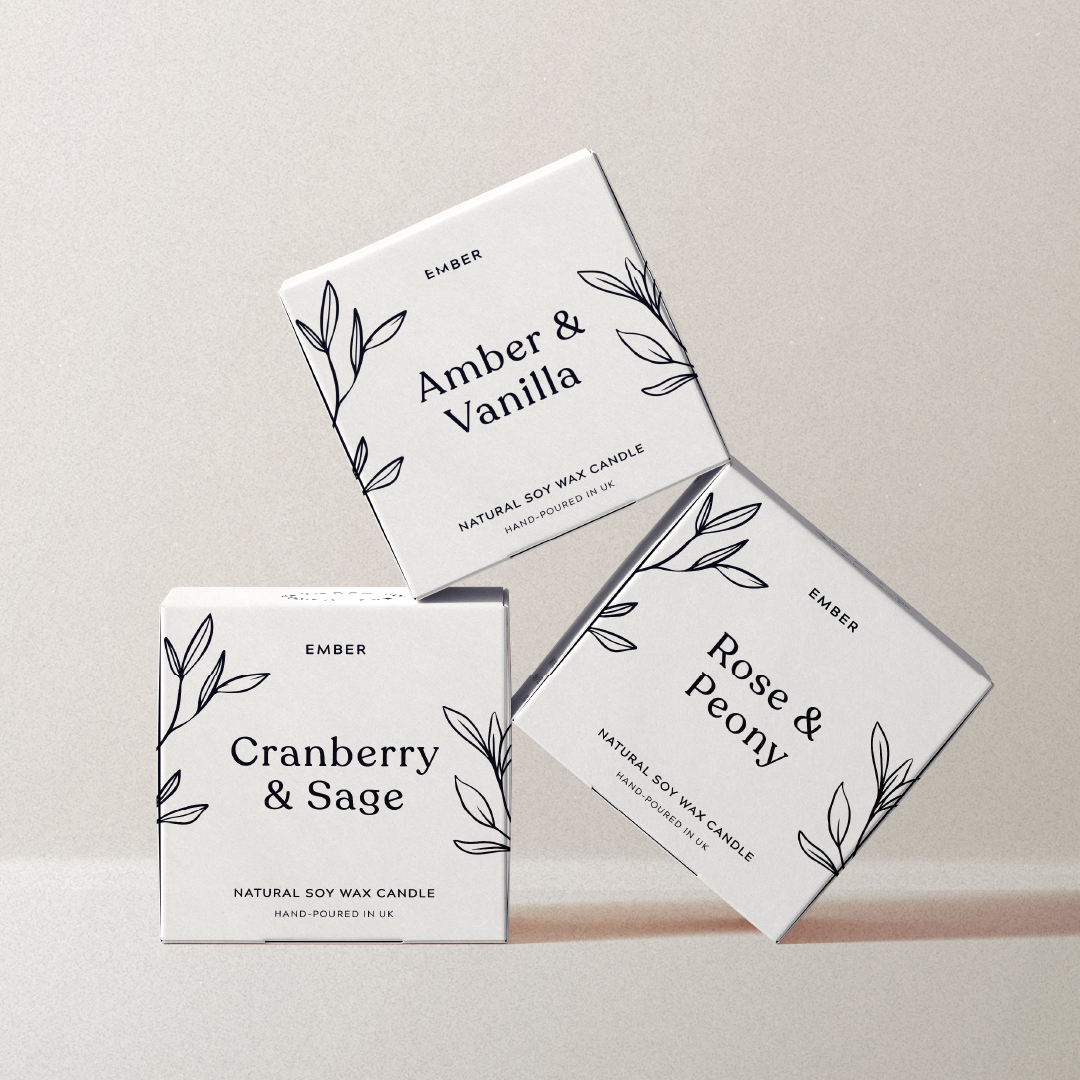 EMBER
Amber &
Vanilla
NATURAL SOY WAX CANDLE
HAND-POURED IN UK
EMBER
Cranberry
& Sage
NATURAL SOY WAX CANDLE
HAND-POURED IN UK
EMBER
Rose &
Peony
NATURAL SOY WAX CANDLE
HAND-POURED IN UK